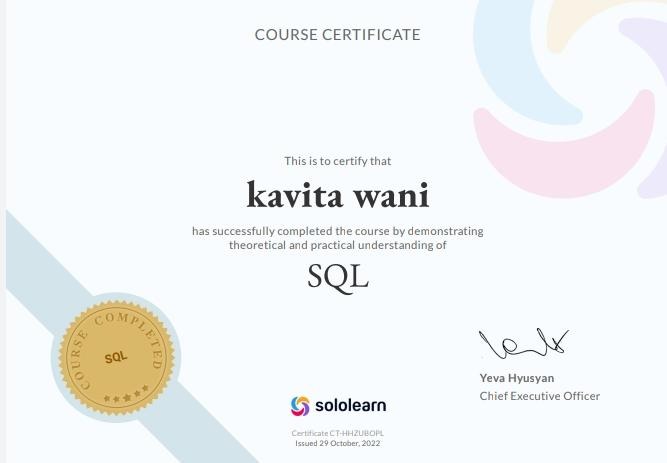 COURSE CERTIFICATE
This is to certify that
kavita wani
has successfully completed the course by demonstrating
theoretical and practical understanding of
SQL
COURSE COMPLETED
SQL
Yeva Hyusyan
Chief Executive Officer
sololearn
Certificate CT-HHZUBOPL
Issued 29 October, 2022